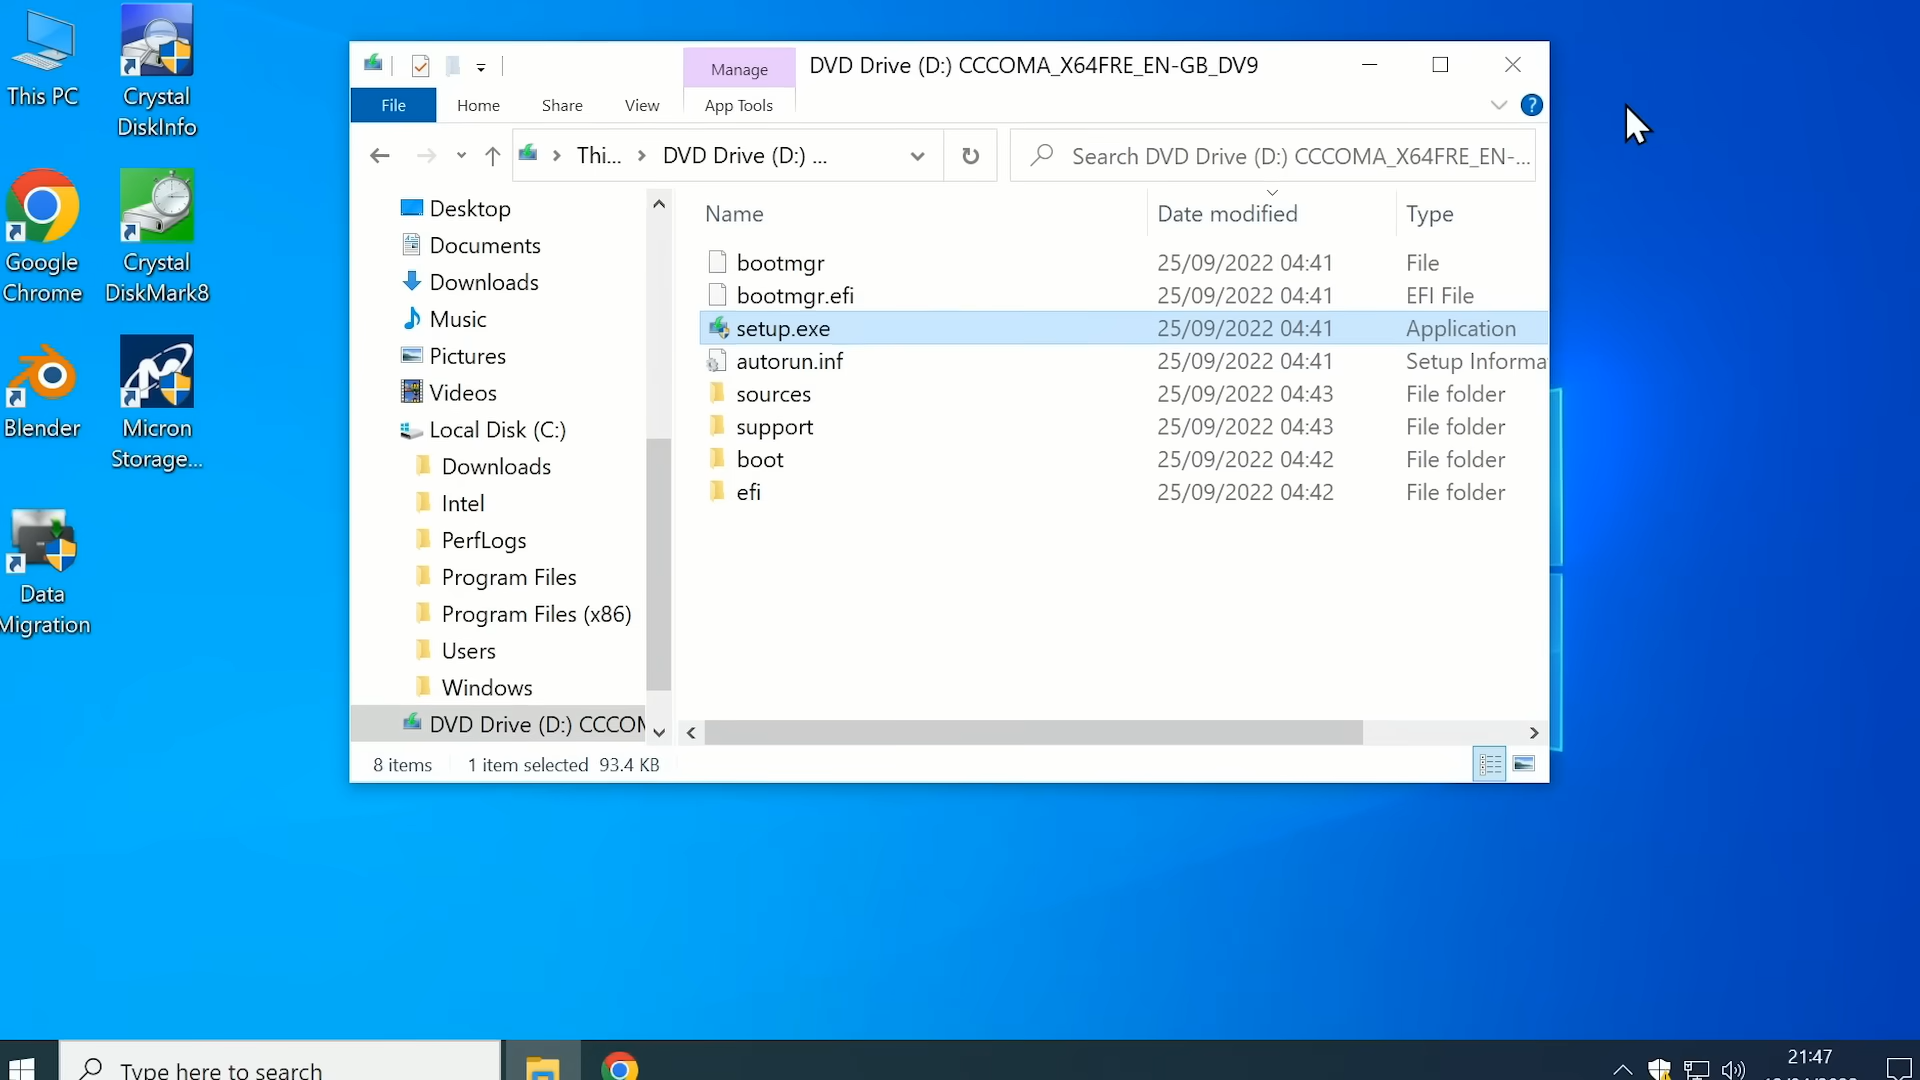 This PC
Crystal
DiskInfo
Google
Chrome
Crystal
DiskMark8
Blender
Micron
Storage...
Data
Migration
Manage
DVD Drive (D:) CCCOMA_X64FRE_EN-GB_DV9
File
Home
Share
View
App Tools
?
Thi...
DVD Drive (D:) ...
Search DVD Drive (D:) CCCOMA_X64FRE_EN-...
Desktop
Documents
Downloads
Music
Pictures
Videos
Local Disk (C:)
Downloads
Intel
PerfLogs
Program Files
Program Files (x86)
Users
Windows
DVD Drive (D:) CCCOM
Name Date modified Type
bootmgr 25/09/2022 04:41 File
bootmgr.efi 25/09/2022 04:41 EFI File
setup.exe 25/09/2022 04:41 Application
autorun.inf 25/09/2022 04:41 Setup Informa
sources 25/09/2022 04:43 File folder
support 25/09/2022 04:43 File folder
boot 25/09/2022 04:42 File folder
efi 25/09/2022 04:42 File folder
8 items 1 item selected 93.4 KB
Type here to search
21:47